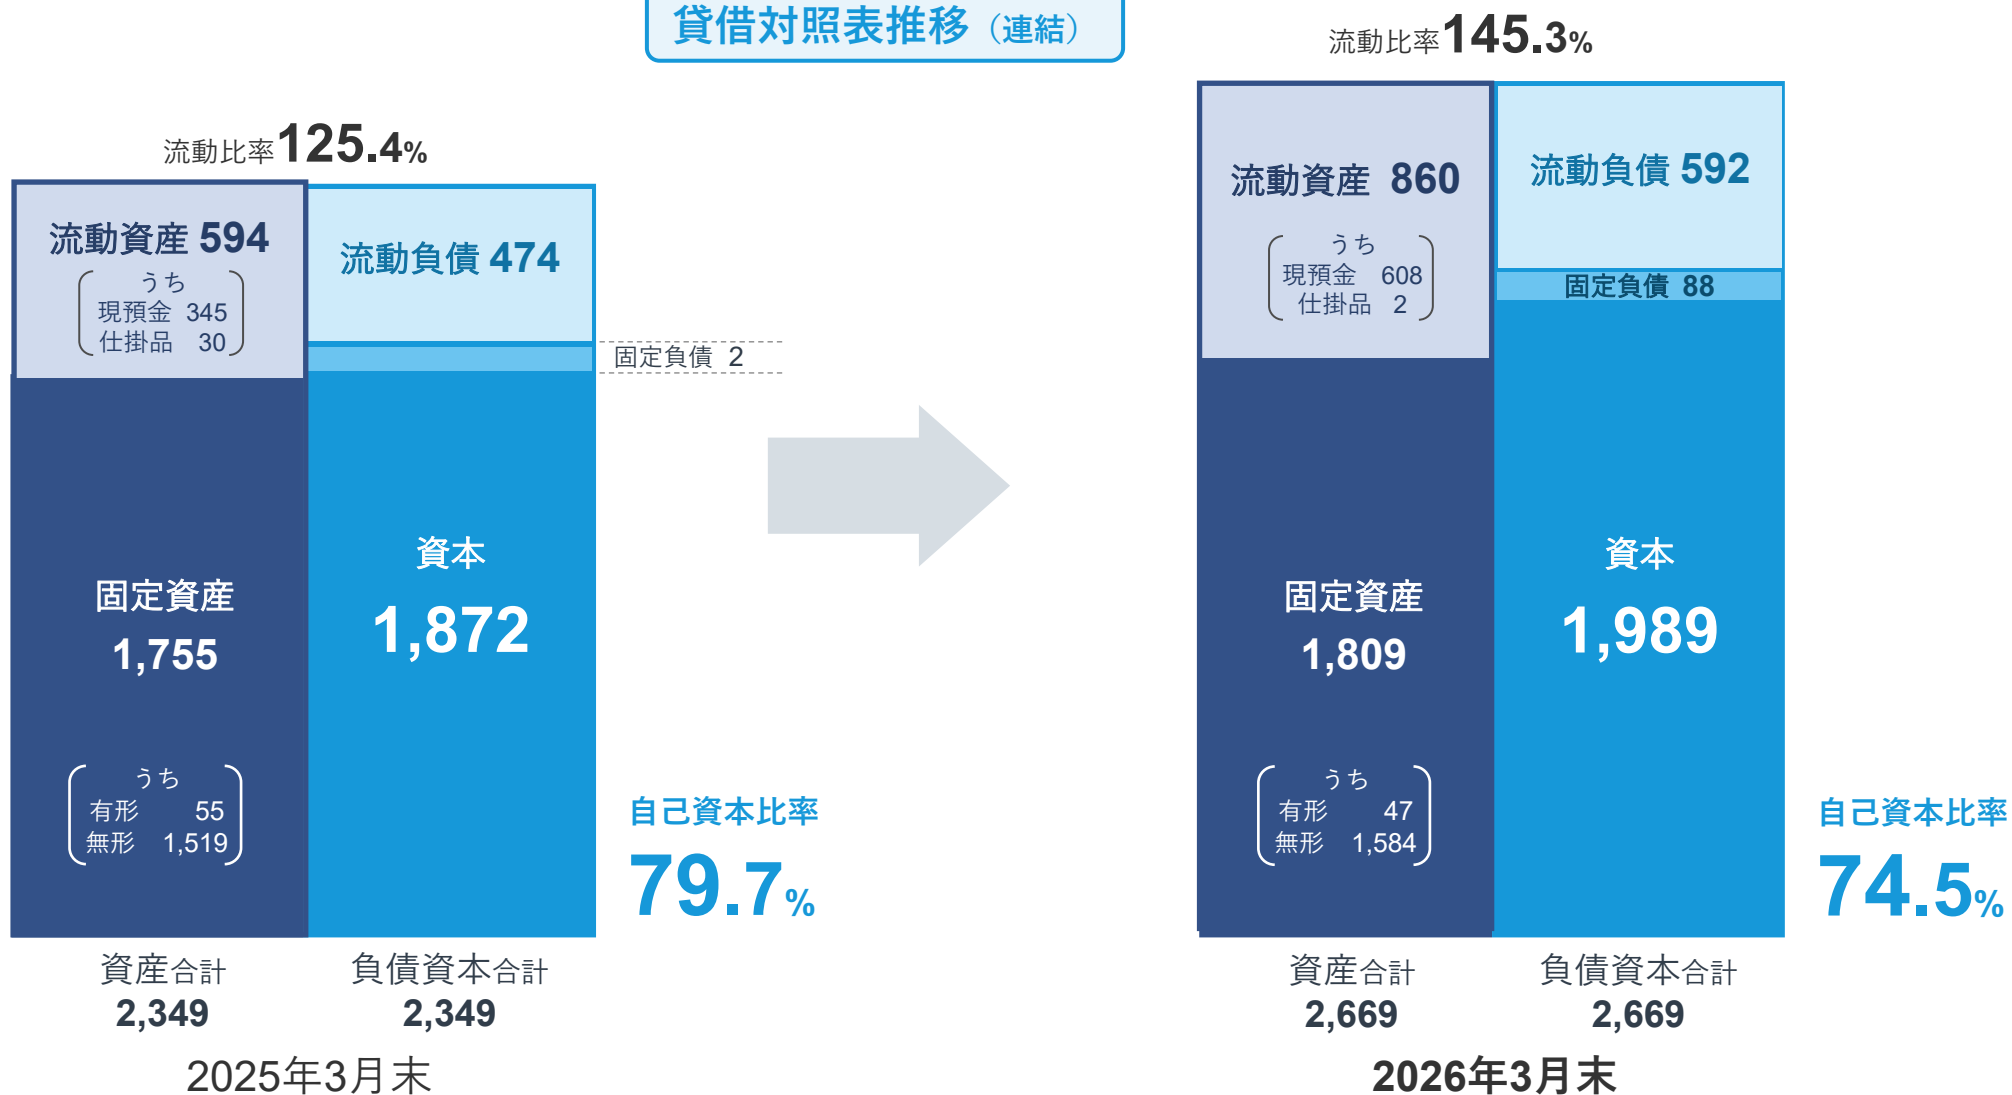 貸借対照表推移（連結）
流動比率125.4%
流動資産 594
うち
現預金 345
仕掛品 30
流動負債 474
固定負債 2
固定資産
1,755
うち
有形 55
無形 1,519
資本
1,872
自己資本比率
79.7%
資産合計
2,349
負債資本合計
2,349
2025年3月末
流動比率145.3%
流動資産 860
うち
現預金 608
仕掛品 2
流動負債 592
固定負債 88
固定資産
1,809
うち
有形 47
無形 1,584
資本
1,989
自己資本比率
74.5%
資産合計
2,669
負債資本合計
2,669
2026年3月末